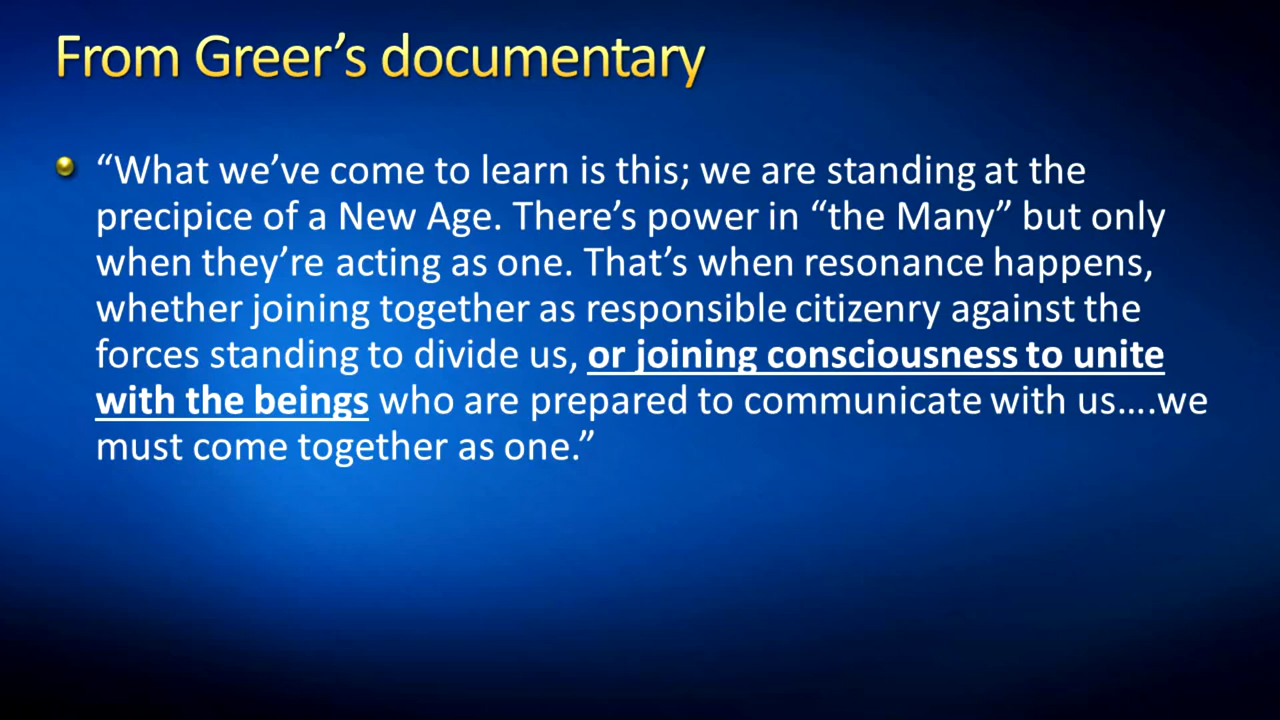 From Greer’s documentary
“What we’ve come to learn is this; we are standing at the
precipice of a New Age. There’s power in “the Many” but only
when they’re acting as one. That’s when resonance happens,
whether joining together as responsible citizenry against the
forces standing to divide us, or joining consciousness to unite
with the beings who are prepared to communicate with us….we
must come together as one.”